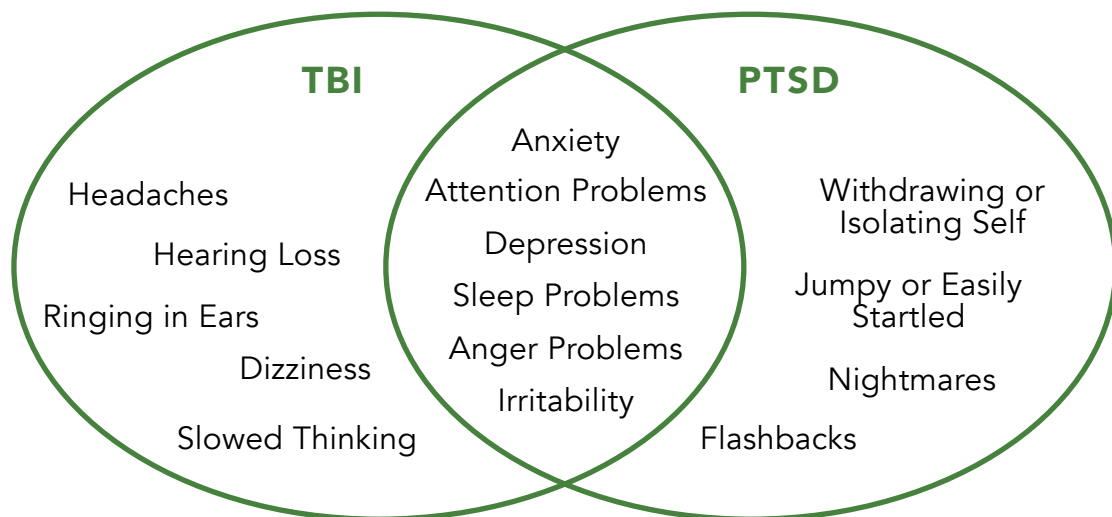 TBI
Headaches
Hearing Loss
Ringing in Ears
Dizziness
Slowed Thinking
Anxiety
Attention Problems
Depression
Sleep Problems
Anger Problems
Irritability
PTSD
Withdrawing or
Isolating Self
Jumpy or Easily
Startled
Nightmares
Flashbacks